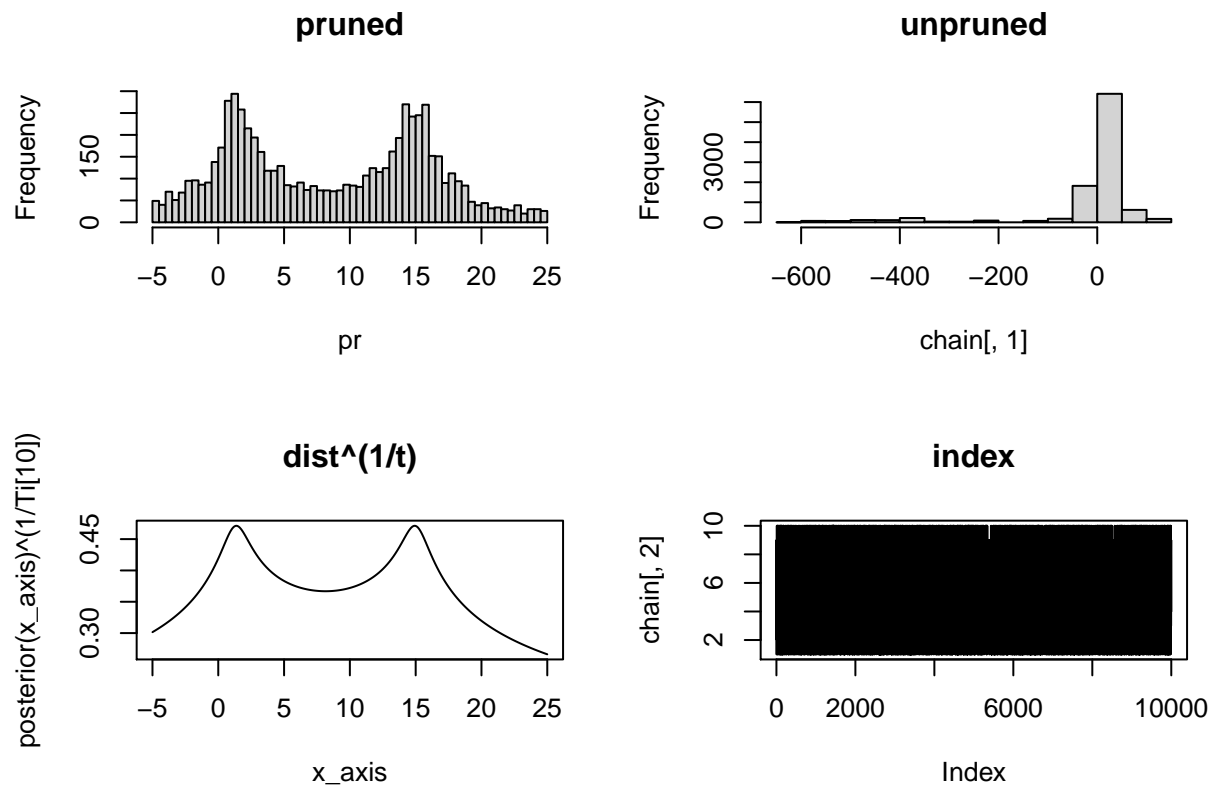 pruned
Frequency
0
150
−5
0
5
10
15
20
25
pr
unpruned
Frequency
0
3000
−600
−400
−200
0
chain[, 1]
dist^(1/t)
posterior(x_axis)^(1/Ti[10])
0.30
0.45
−5
0
5
10
15
20
25
x_axis
index
chain[, 2]
2
6
10
0
2000
6000
10000
Index